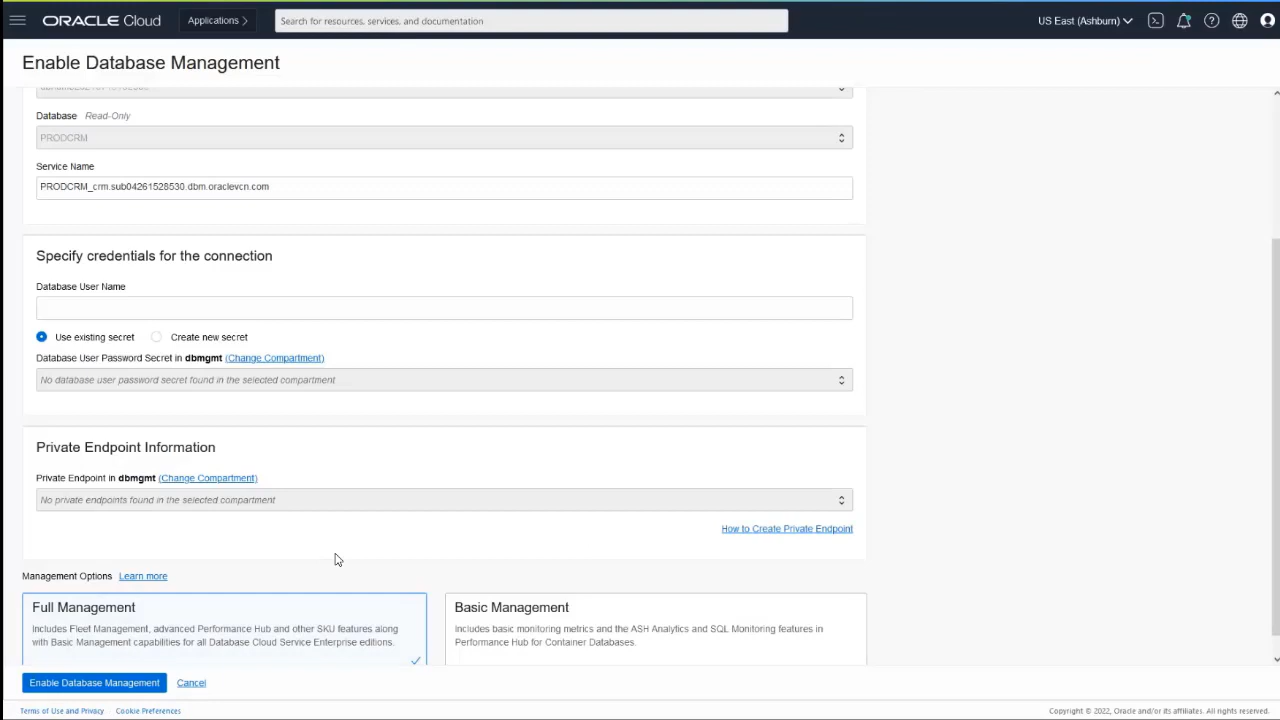 ORACLE Cloud
Applications
Search for resources, services, and documentation
US East (Ashburn)
Enable Database Management
Database Read-Only
PRODCRM
Service Name
PRODCRM_crm.sub04261528530.dbm.oraclevcn.com
Specify credentials for the connection
Database User Name
Use existing secret Create new secret
Database User Password Secret in dbmgmt (Change Compartment)
No database user password secret found in the selected compartment
Private Endpoint Information
Private Endpoint in dbmgmt (Change Compartment)
No private endpoints found in the selected compartment
How to Create Private Endpoint
Management Options Learn more
Full Management
Includes Fleet Management, advanced Performance Hub and other SKU features along
with Basic Management capabilities for all Database Cloud Service Enterprise editions.
Basic Management
Includes basic monitoring metrics and the ASH Analytics and SQL Monitoring features in
Performance Hub for Container Databases.
Enable Database Management Cancel
Terms of Use and Privacy Cookie Preferences
Copyright © 2022, Oracle and/or its affiliates. All rights reserved.